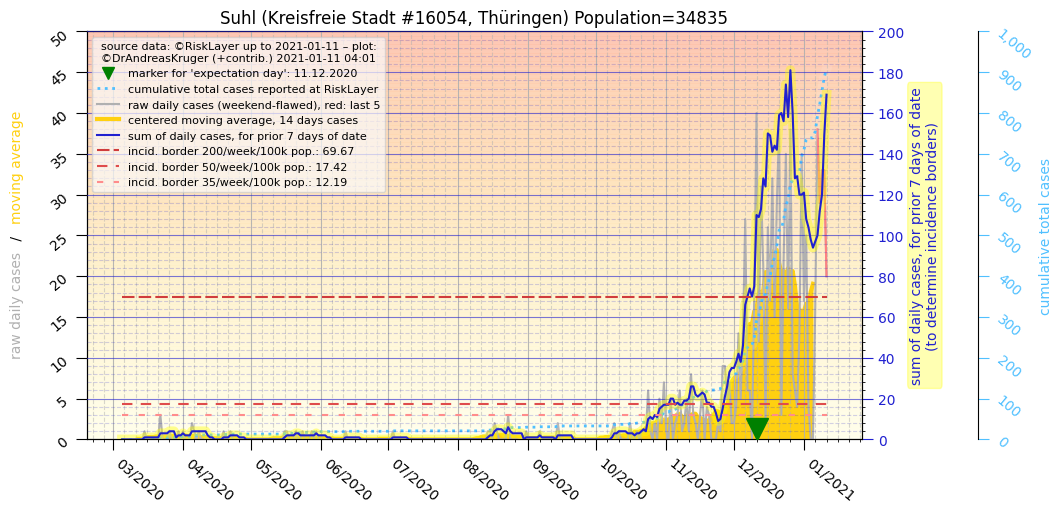 Suhl (Kreisfreie Stadt #16054, Thüringen) Population=34835
source data: ©RiskLayer up to 2021-01-11 – plot:
©DrAndreasKruger (+contrib.) 2021-01-11 04:01
marker for 'expectation day': 11.12.2020
cumulative total cases reported at RiskLayer
raw daily cases (weekend-flawed), red: last 5
centered moving average, 14 days cases
sum of daily cases, for prior 7 days of date
incid. border 200/week/100k pop.: 69.67
incid. border 50/week/100k pop.: 17.42
incid. border 35/week/100k pop.: 12.19
raw daily cases / moving average
50
45
40
35
30
25
20
15
10
5
0
03/2020
04/2020
05/2020
06/2020
07/2020
08/2020
09/2020
10/2020
11/2020
12/2020
01/2021
200
180
160
140
120
100
80
60
40
20
0
sum of daily cases, for prior 7 days of date
(to determine incidence borders)
1,000
900
800
700
600
500
400
300
200
100
0
cumulative total cases